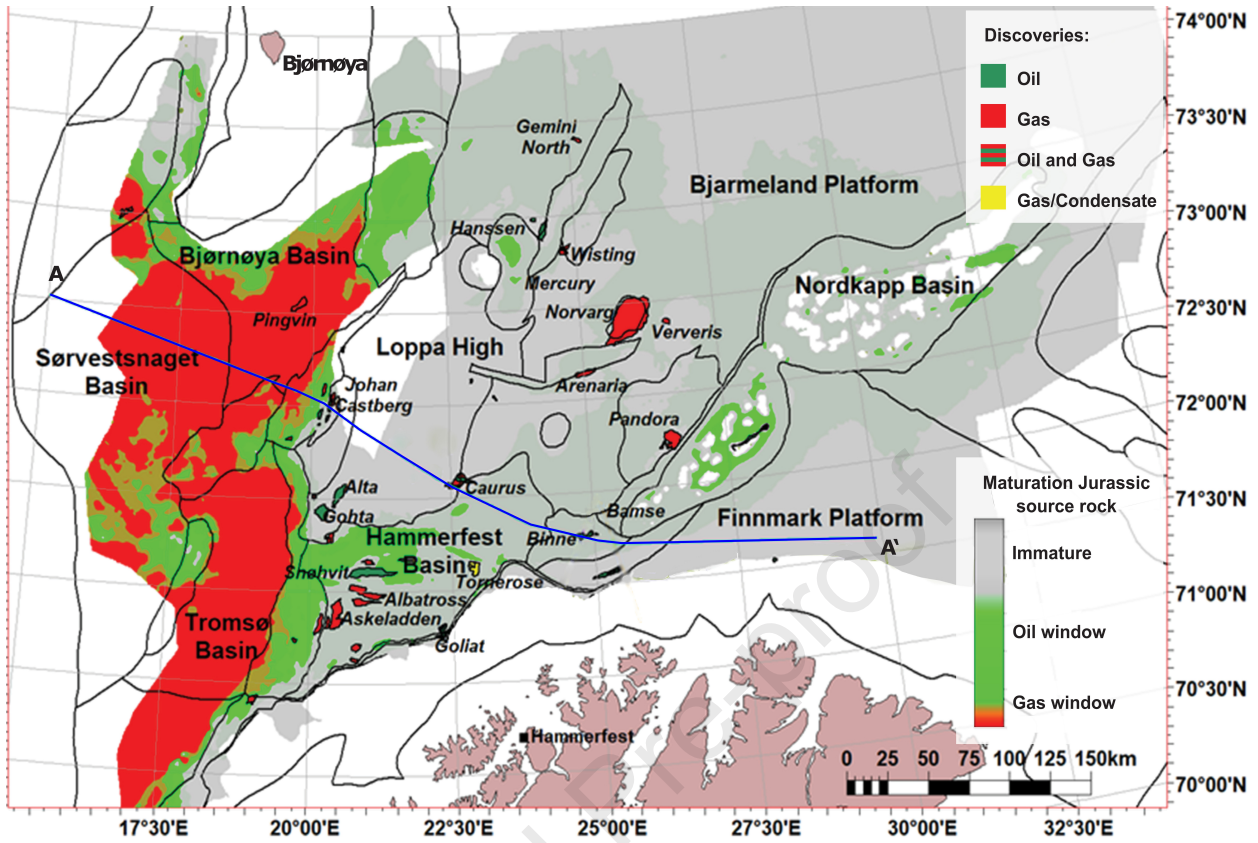 74°00'N
73°30'N
73°00'N
72°30'N
72°00'N
71°30'N
71°00'N
70°30'N
70°00'N
Discoveries:
Oil
Gas
Oil and Gas
Gas/Condensate
Bjørnøya
Gemini
North
Bjarmeland Platform
Hanssen
Wisting
Bjørnøya Basin
A
Mercury
Nordkapp Basin
Norvarg
Pingvin
Ververis
Sørvestsnaget
Basin
Loppa High
Johan
Castberg
Arenaria
Pandora
Alta
Caurus
Gohta
Bamse
Finnmark Platform
Hammerfest
Basin
Binne
A'
Snøhvit
Tornerose
Albatross
Askeladden
Tromsø
Basin
Goliat
Hammerfest
Maturation Jurassic
source rock
Immature
Oil window
Gas window
0 25 50 75 100 125 150km
17°30'E 20°00'E 22°30'E 25°00'E 27°30'E 30°00'E 32°30'E
Pre-proof